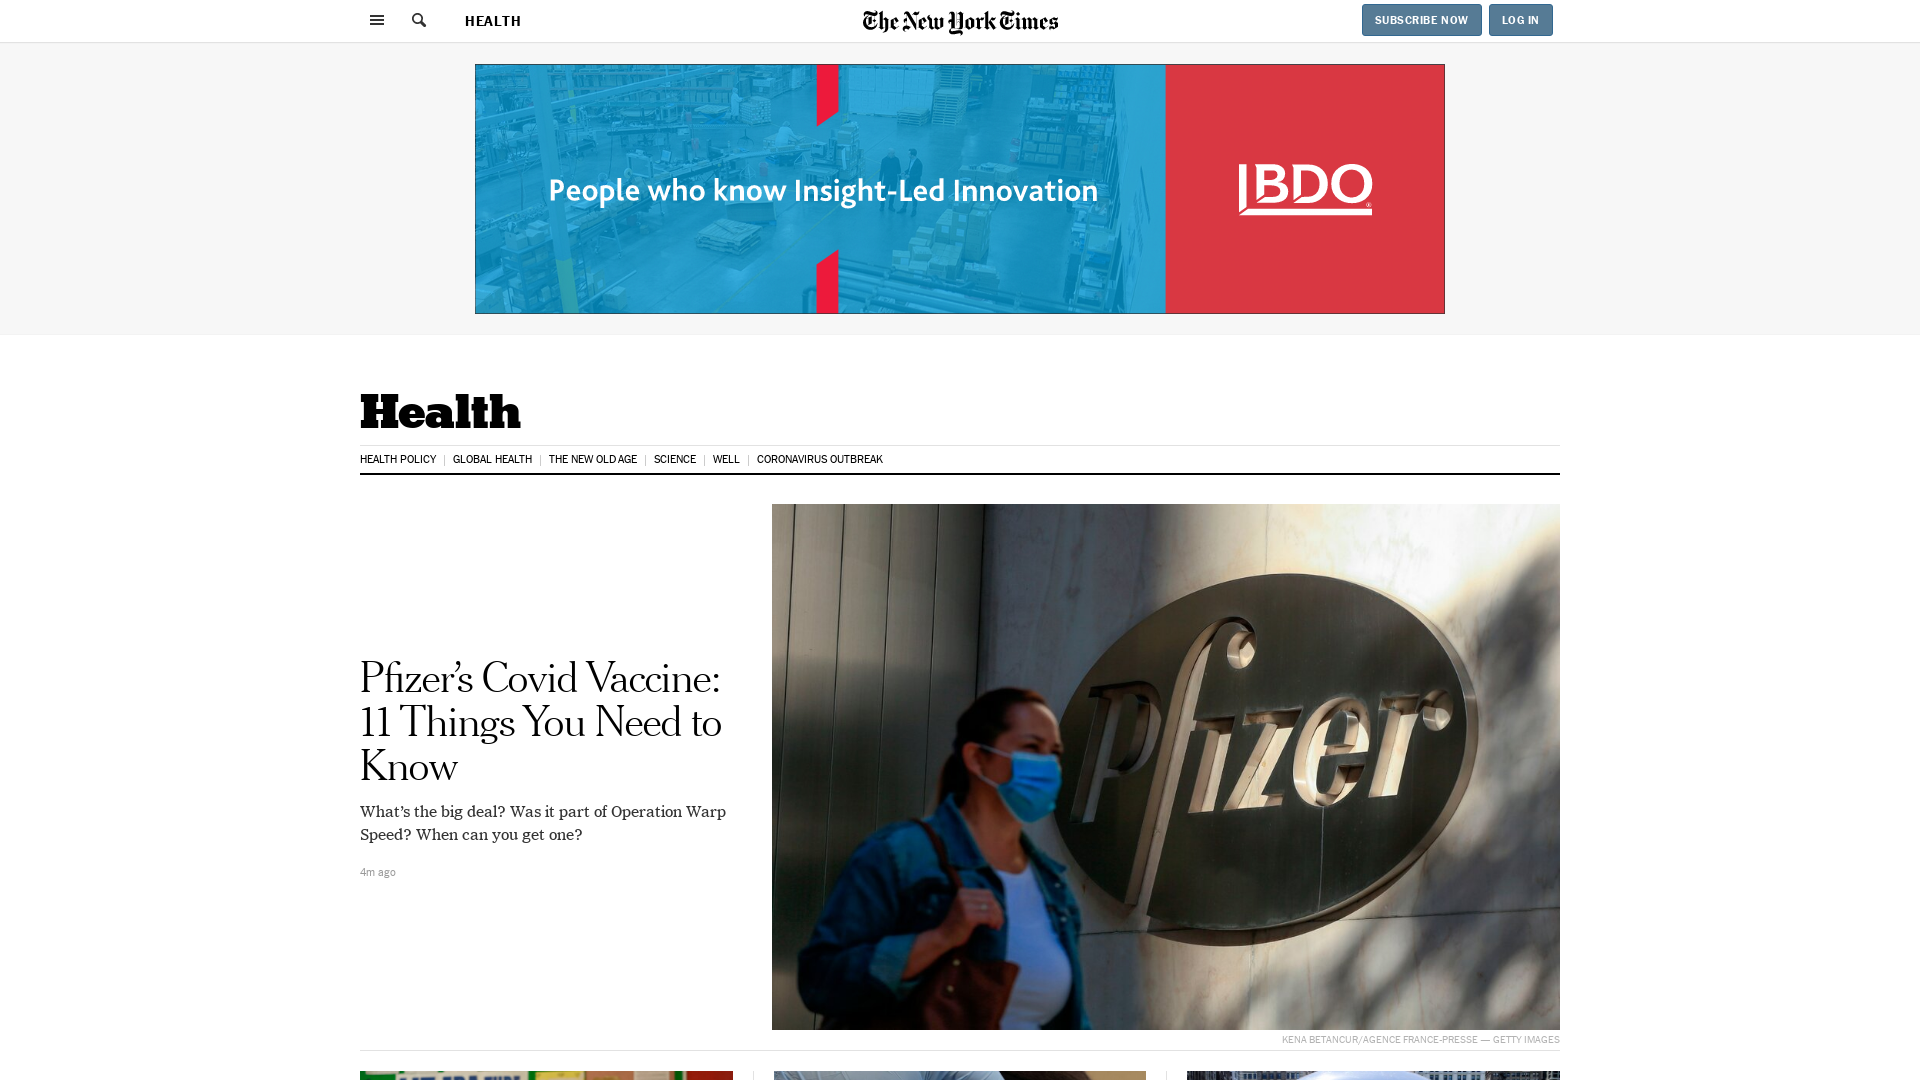 HEALTH
The New York Times
SUBSCRIBE NOW
LOG IN
People who know Insight-Led Innovation
BDO
Health
HEALTH POLICY
GLOBAL HEALTH
THE NEW OLD AGE
SCIENCE
WELL
CORONAVIRUS OUTBREAK
Pfizer’s Covid Vaccine:
11 Things You Need to
Know
What’s the big deal? Was it part of Operation Warp
Speed? When can you get one?
4m ago
Pfizer
KENA BETANCUR/AGENCE FRANCE-PRESSE — GETTY IMAGES